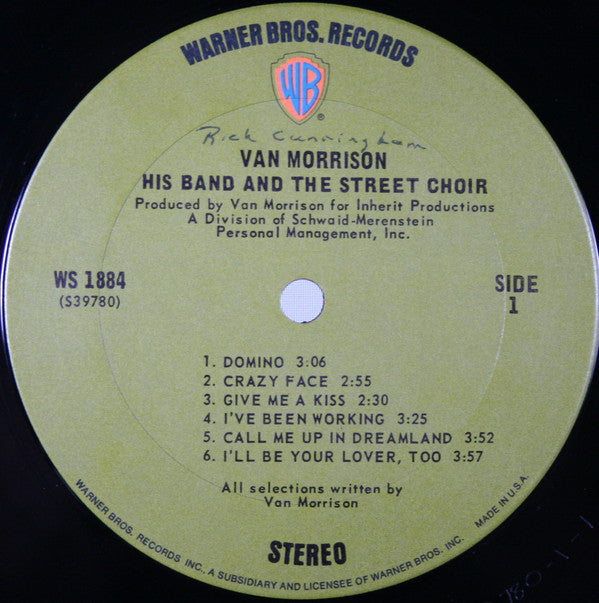 WARNER BROS. RECORDS
WB
®
Rick Cunningham
VAN MORRISON
HIS BAND AND THE STREET CHOIR
Produced by Van Morrison for Inherit Productions
A Division of Schwaid-Merenstein
Personal Management, Inc.
WS 1884
(S39780)
SIDE
1
1. DOMINO 3:06
2. CRAZY FACE 2:55
3. GIVE ME A KISS 2:30
4. I'VE BEEN WORKING 3:25
5. CALL ME UP IN DREAMLAND 3:52
6. I'LL BE YOUR LOVER, TOO 3:57
All selections written by
Van Morrison
STEREO
WARNER BROS. RECORDS INC., A SUBSIDIARY AND LICENSEE OF WARNER BROS. INC.
MADE IN U.S.A.